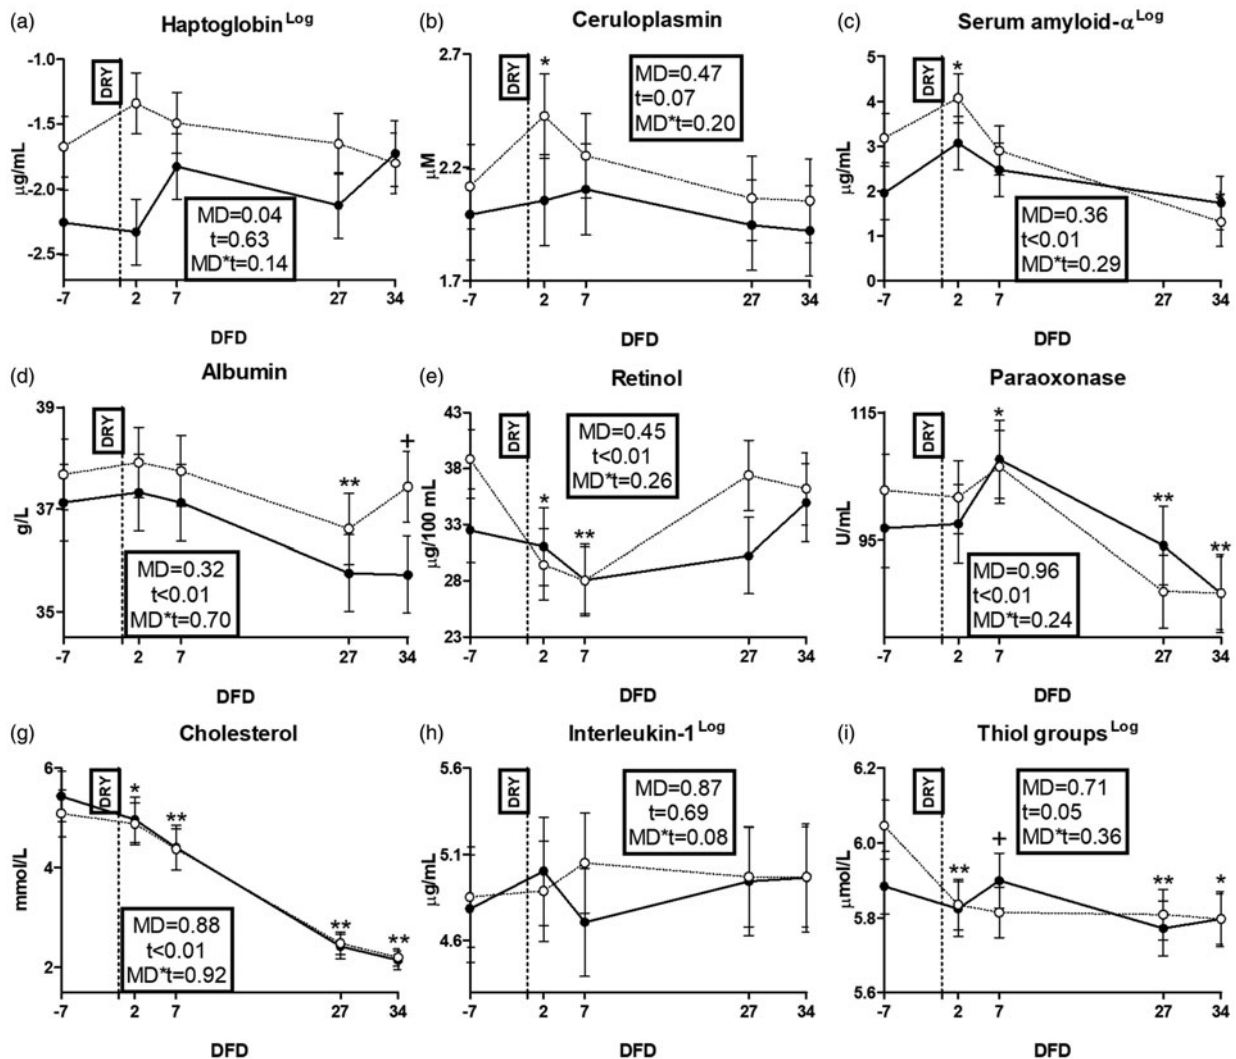 (a)
Haptoglobin Log
-1.0
DRY
-1.5
μg/mL
-2.0
MD=0.04
t=0.63
-2.5
MD*t=0.14
-7 2 7 27 34
DFD
(b)
Ceruloplasmin
2.7
DRY
*
MD=0.47
t=0.07
MD*t=0.20
2.2
μM
1.7
-7 2 7 27 34
DFD
(c)
Serum amyloid-α Log
5
DRY
*
4
3
μg/mL
2
*
MD=0.36
1
t<0.01
MD*t=0.29
0
-7 2 7 27 34
DFD
(d)
Albumin
39
DRY
+
**
37
g/L
MD=0.32
t<0.01
35
MD*t=0.70
-7 2 7 27 34
DFD
(e)
Retinol
43
DRY
MD=0.45
t<0.01
38
MD*t=0.26
*
33
μg/100 mL
**
28
23
-7 2 7 27 34
DFD
(f)
Paraoxonase
115
DRY
*
**
95
U/mL
**
MD=0.96
t<0.01
MD*t=0.24
-7 2 7 27 34
DFD
(g)
Cholesterol
6
DRY
*
**
4
mmol/L
MD=0.88
** **
t<0.01
2
MD*t=0.92
-7 2 7 27 34
DFD
(h)
Interleukin-1 Log
5.6
DRY
MD=0.87
t=0.69
MD*t=0.08
5.1
μg/mL
4.6
-7 2 7 27 34
DFD
(i)
Thiol groups Log
6.2
DRY
MD=0.71
t=0.05
MD*t=0.36
6.0
+
μmol/L
** ** *
5.8
5.6
-7 2 7 27 34
DFD